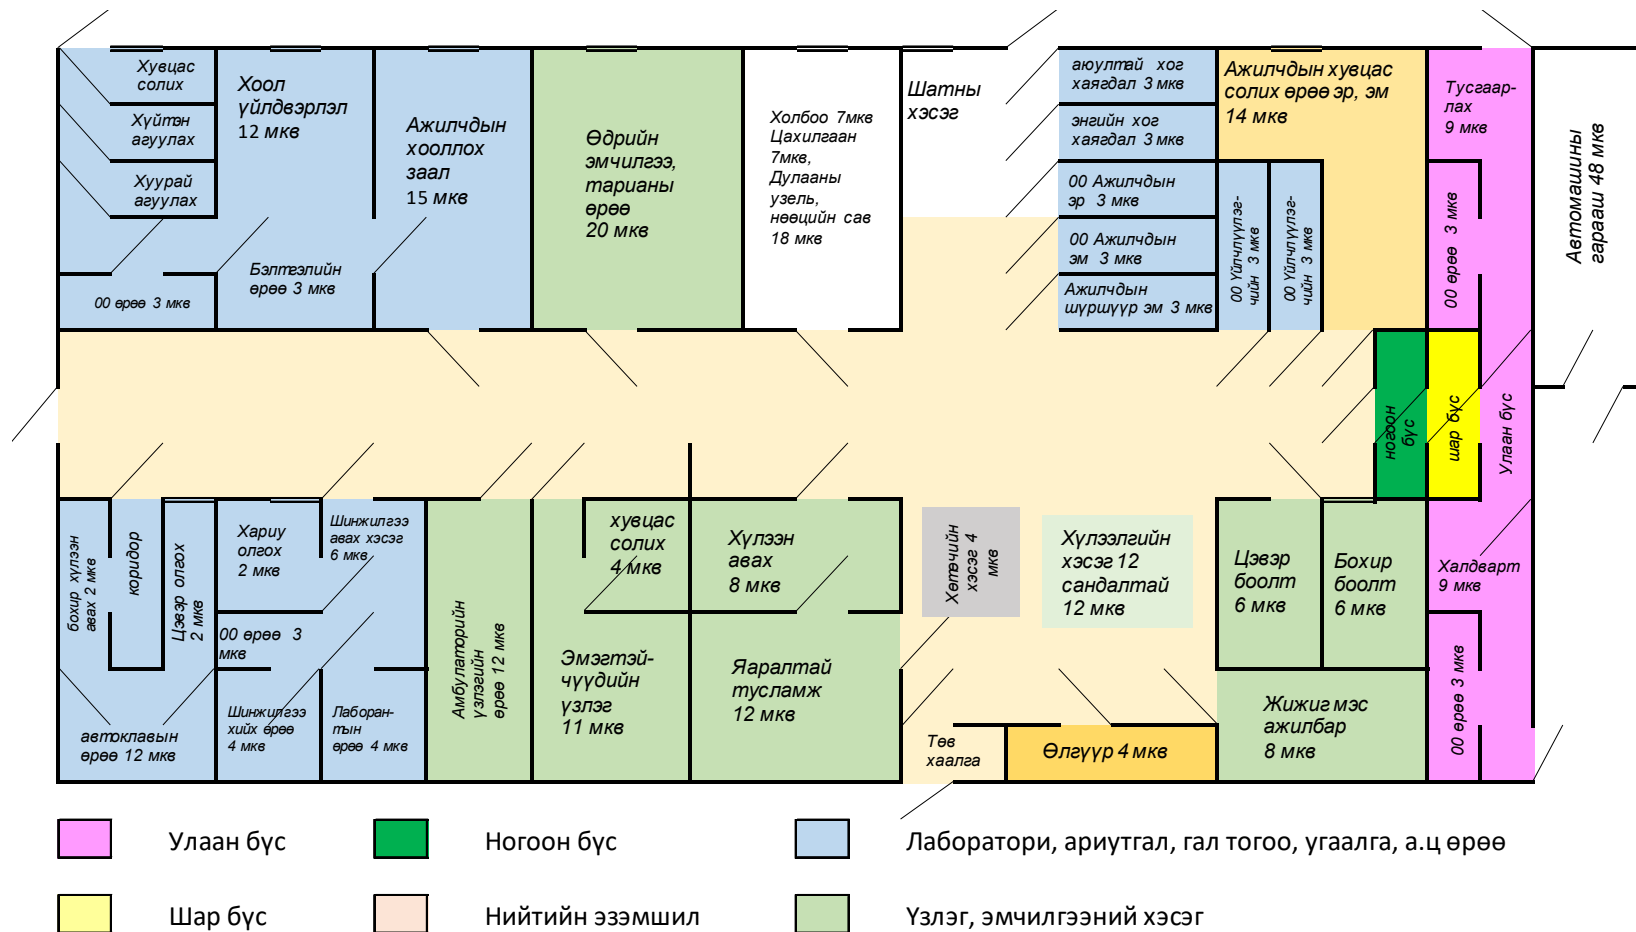 Хувцас
солих
Хүйтэн
агуулах
Хуурай
агуулах
00 өрөө 3 мкв
Хоол
үйлдвэрлэл
12 мкв
Бэлтгэлийн
өрөө 3 мкв
Ажилчдын
хооллох
заал
15 мкв
Өдрийн
эмчилгээ,
тарианы
өрөө
20 мкв
Холбоо 7мкв
Цахилгаан
7мкв,
Дулааны
узель,
нөөцийн сав
18 мкв
Шатны
хэсэг
аюултай хог
хаягдал 3 мкв
энгийн хог
хаягдал 3 мкв
00 Ажилчдын
эр 3 мкв
00 Ажилчдын
эм 3 мкв
Ажилчдын
шүршүүр эм 3 мкв
Ажилчдын хувцас
солих өрөө эр, эм
14 мкв
00 Үйлчлүүлэг-
чийн 3 мкв
00 Үйлчлүүлэг-
чийн 3 мкв
Тусгаар-
лах
9 мкв
00 өрөө 3 мкв
Автомашины
гарааш 48 мкв
ногоон
бүс
шар бүс
Улаан бүс
бохир хүлээн
авах 2 мкв
коридор
Цэвэр олгох
2 мкв
Хариу
олгох
2 мкв
Шинжилгээ
авах хэсэг
6 мкв
00 өрөө 3
мкв
автоклавын
өрөө 12 мкв
Шинжилгээ
хийх өрөө
4 мкв
Лаборан-
тын
өрөө 4 мкв
Амбулаторийн
үзлэгийн
өрөө 12 мкв
хувцас
солих
4 мкв
Эмэгтэй-
чүүдийн
үзлэг
11 мкв
Хүлээн
авах
8 мкв
Яаралтай
тусламж
12 мкв
Хөтөчийн
хэсэг 4
мкв
Хүлээлгийн
хэсэг 12
сандалтай
12 мкв
Төв
хаалга
Өлгүүр 4 мкв
Цэвэр
боолт
6 мкв
Бохир
боолт
6 мкв
Жижиг мэс
ажилбар
8 мкв
Халдварт
9 мкв
00 өрөө 3 мкв
Улаан бүс
Ногоон бүс
Лаборатори, ариутгал, гал тогоо, угаалга, а.ц өрөө
Шар бүс
Нийтийн эзэмшил
Үзлэг, эмчилгээний хэсэг